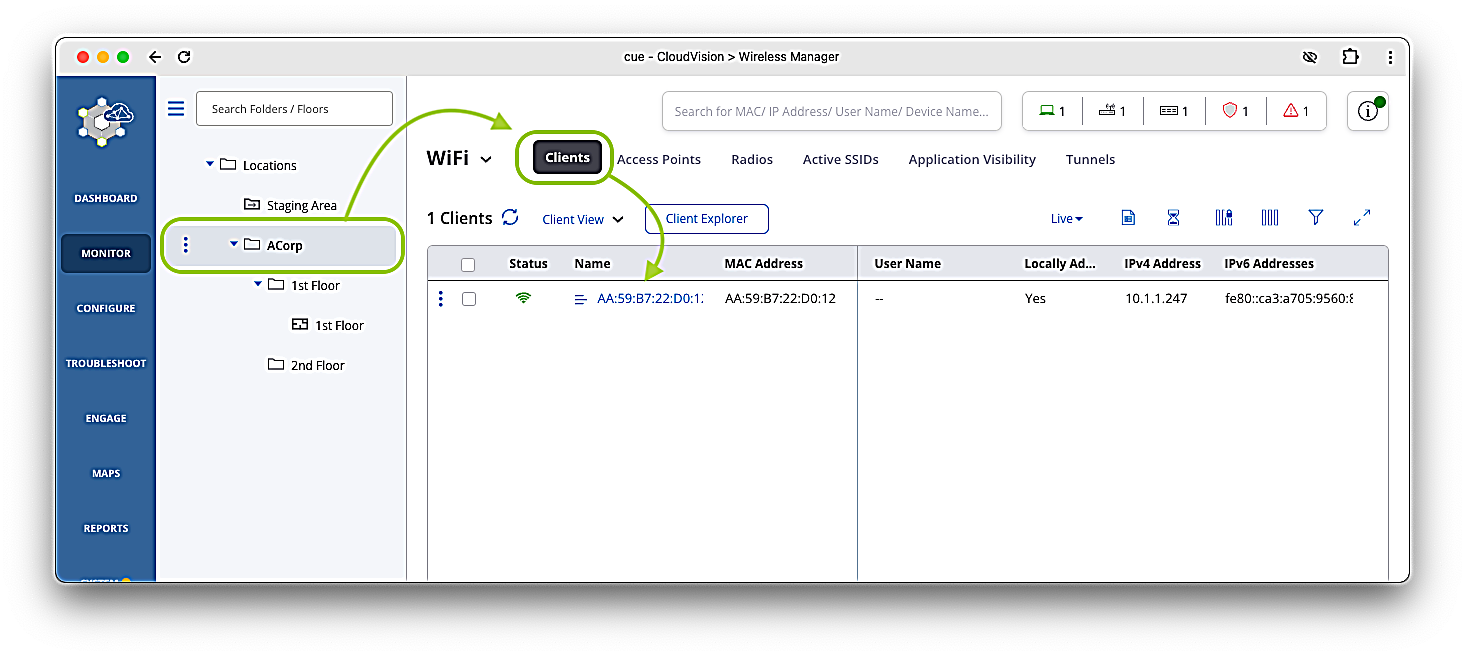 cue - CloudVision > Wireless Manager
DASHBOARD
MONITOR
CONFIGURE
TROUBLESHOOT
ENGAGE
MAPS
REPORTS
Search Folders / Floors
Locations
Staging Area
ACorp
1st Floor
1st Floor
2nd Floor
Search for MAC/ IP Address/ User Name/ Device Name...
1 1 1 1 1
WiFi Clients Access Points Radios Active SSIDs Application Visibility Tunnels
1 Clients Client View Client Explorer Live
Status Name MAC Address User Name Locally Ad... IPv4 Address IPv6 Addresses
AA:59:B7:22:D0:12 AA:59:B7:22:D0:12 -- Yes 10.1.1.247 fe80::ca3:a705:9560: